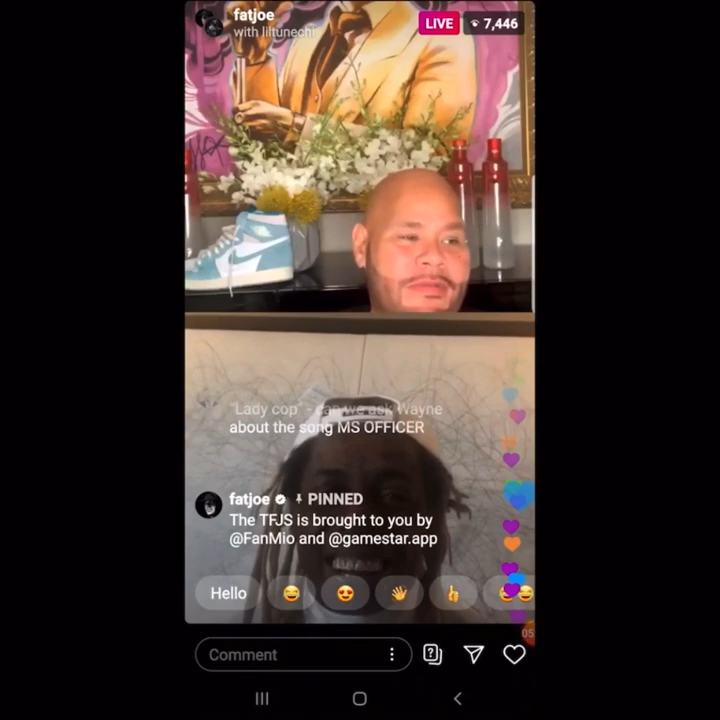 fatjoe
with liltunechi
LIVE
7,446
"Lady cop" - can we ask Wayne
about the song MS OFFICER
fatjoe PINNED
The TFJS is brought to you by
@FanMio and @gamestar.app
Hello
Comment
05